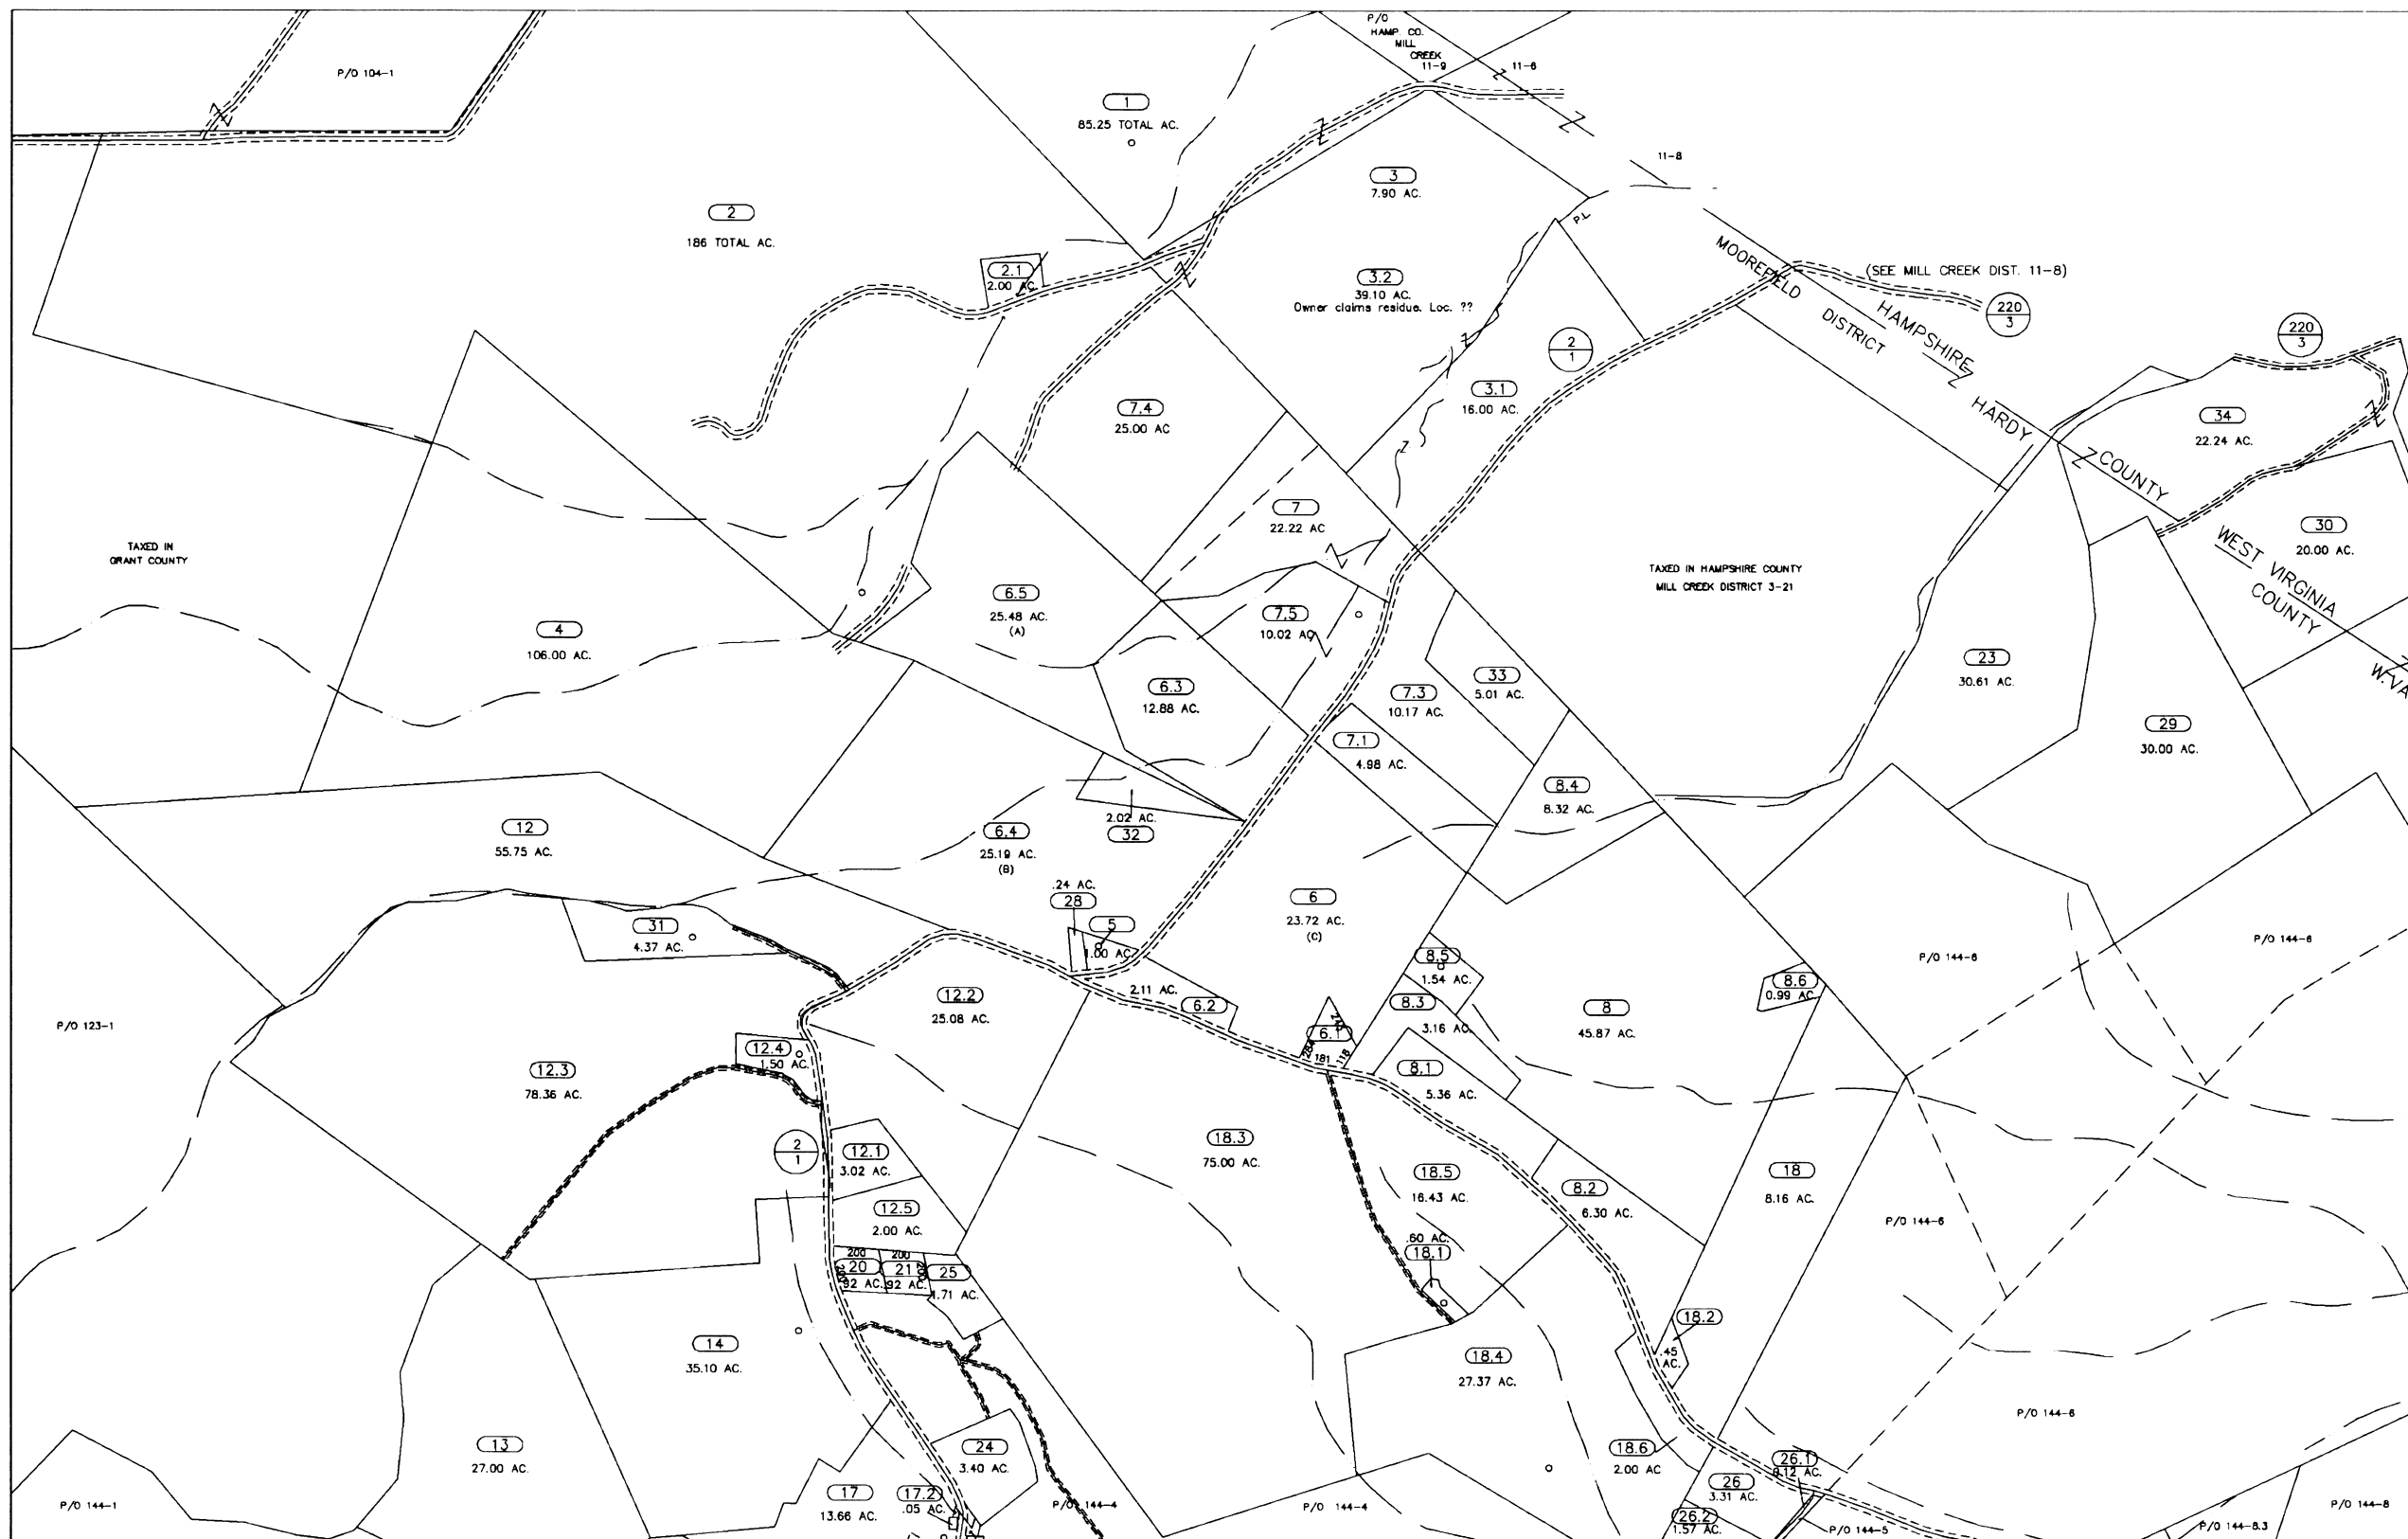 P/O 104-1
P/O
HAMP. CO.
MILL
CREEK
11-9
11-6
1
85.25 TOTAL AC.
11-8
3
7.90 AC.
2
186 TOTAL AC.
P.L
2.1
2.00 AC.
3.2
39.10 AC.
Owner claims residue. Loc. ??
MOOREFIELD
DISTRICT
(SEE MILL CREEK DIST. 11-8)
HAMPSHIRE
220
3
220
3
2
1
HARDY
COUNTY
3.1
16.00 AC.
7.4
25.00 AC
34
22.24 AC.
7
22.22 AC
30
20.00 AC.
WEST VIRGINIA
COUNTY
W.VA
TAXED IN
GRANT COUNTY
TAXED IN HAMPSHIRE COUNTY
MILL CREEK DISTRICT 3-21
6.5
25.48 AC.
(A)
7.5
10.02 AC
4
106.00 AC.
23
30.61 AC.
6.3
12.88 AC.
7.3
10.17 AC.
33
5.01 AC.
29
30.00 AC.
7.1
4.98 AC.
8.4
8.32 AC.
12
55.75 AC.
6.4
25.19 AC.
(B)
2.02 AC.
32
.24 AC.
28
6
23.72 AC.
(C)
31
4.37 AC.
5
1.00 AC.
8.5
1.54 AC.
P/O 144-6
P/O 144-6
8.6
0.99 AC.
12.2
25.08 AC.
2.11 AC.
6.2
8.3
3.16 AC.
8
45.87 AC.
P/O 123-1
6.1
181
118
12.4
1.50 AC.
12.3
78.36 AC.
8.1
5.36 AC.
2
1
12.1
3.02 AC.
18.3
75.00 AC.
18.5
16.43 AC.
8.2
6.30 AC.
18
8.16 AC.
12.5
2.00 AC.
P/O 144-6
.60 AC.
18.1
200
200
20
.92 AC.
21
.92 AC.
25
1.71 AC.
18.2
.45
AC.
14
35.10 AC.
18.4
27.37 AC.
P/O 144-6
13
27.00 AC.
24
3.40 AC.
18.6
2.00 AC
26.1
0.12 AC.
26
3.31 AC.
17
13.66 AC.
17.2
.05 AC.
P/O 144-1
P/O 144-4
P/O 144-4
26.2
1.57 AC.
P/O 144-5
P/O 144-8.3
P/O 144-8